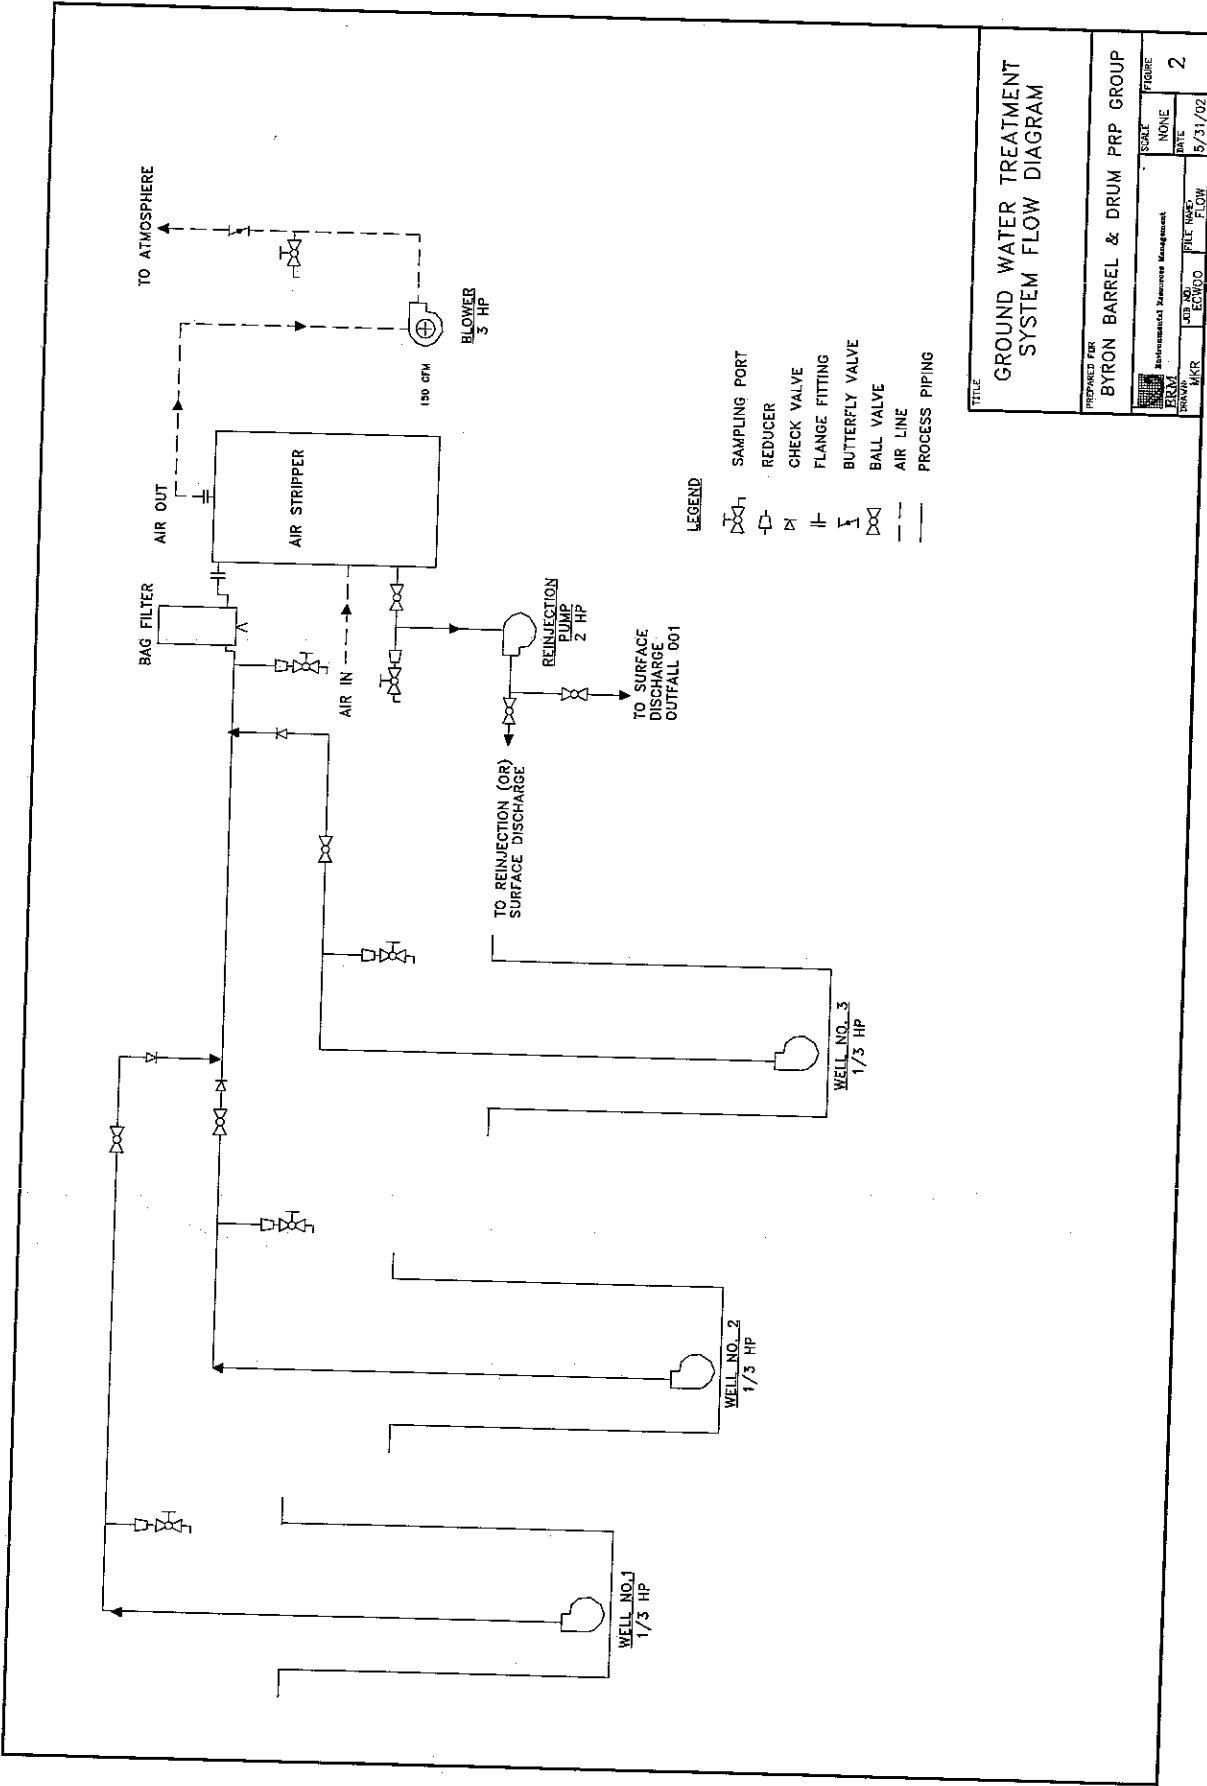 TO ATMOSPHERE
AIR OUT
BAG FILTER
AIR STRIPPER
BLOWER
3 HP
150 CFM
AIR IN
REINJECTION
PUMP
2 HP
TO SURFACE
DISCHARGE
OUTFALL 001
TO REINJECTION (OR)
SURFACE DISCHARGE
WELL NO.1
1/3 HP
WELL NO. 2
1/3 HP
WELL NO. 3
1/3 HP
LEGEND
SAMPLING PORT
REDUCER
CHECK VALVE
FLANGE FITTING
BUTTERFLY VALVE
BALL VALVE
AIR LINE
PROCESS PIPING
TITLE
GROUND WATER TREATMENT
SYSTEM FLOW DIAGRAM
PREPARED FOR
BYRON BARREL & DRUM PRP GROUP
ERM
Environmental Resources Management
SCALE
NONE
FIGURE
2
DRAWN
MKR
JOB NO.
ECWOO
FILE NAME
FLOW
DATE
5/31/02